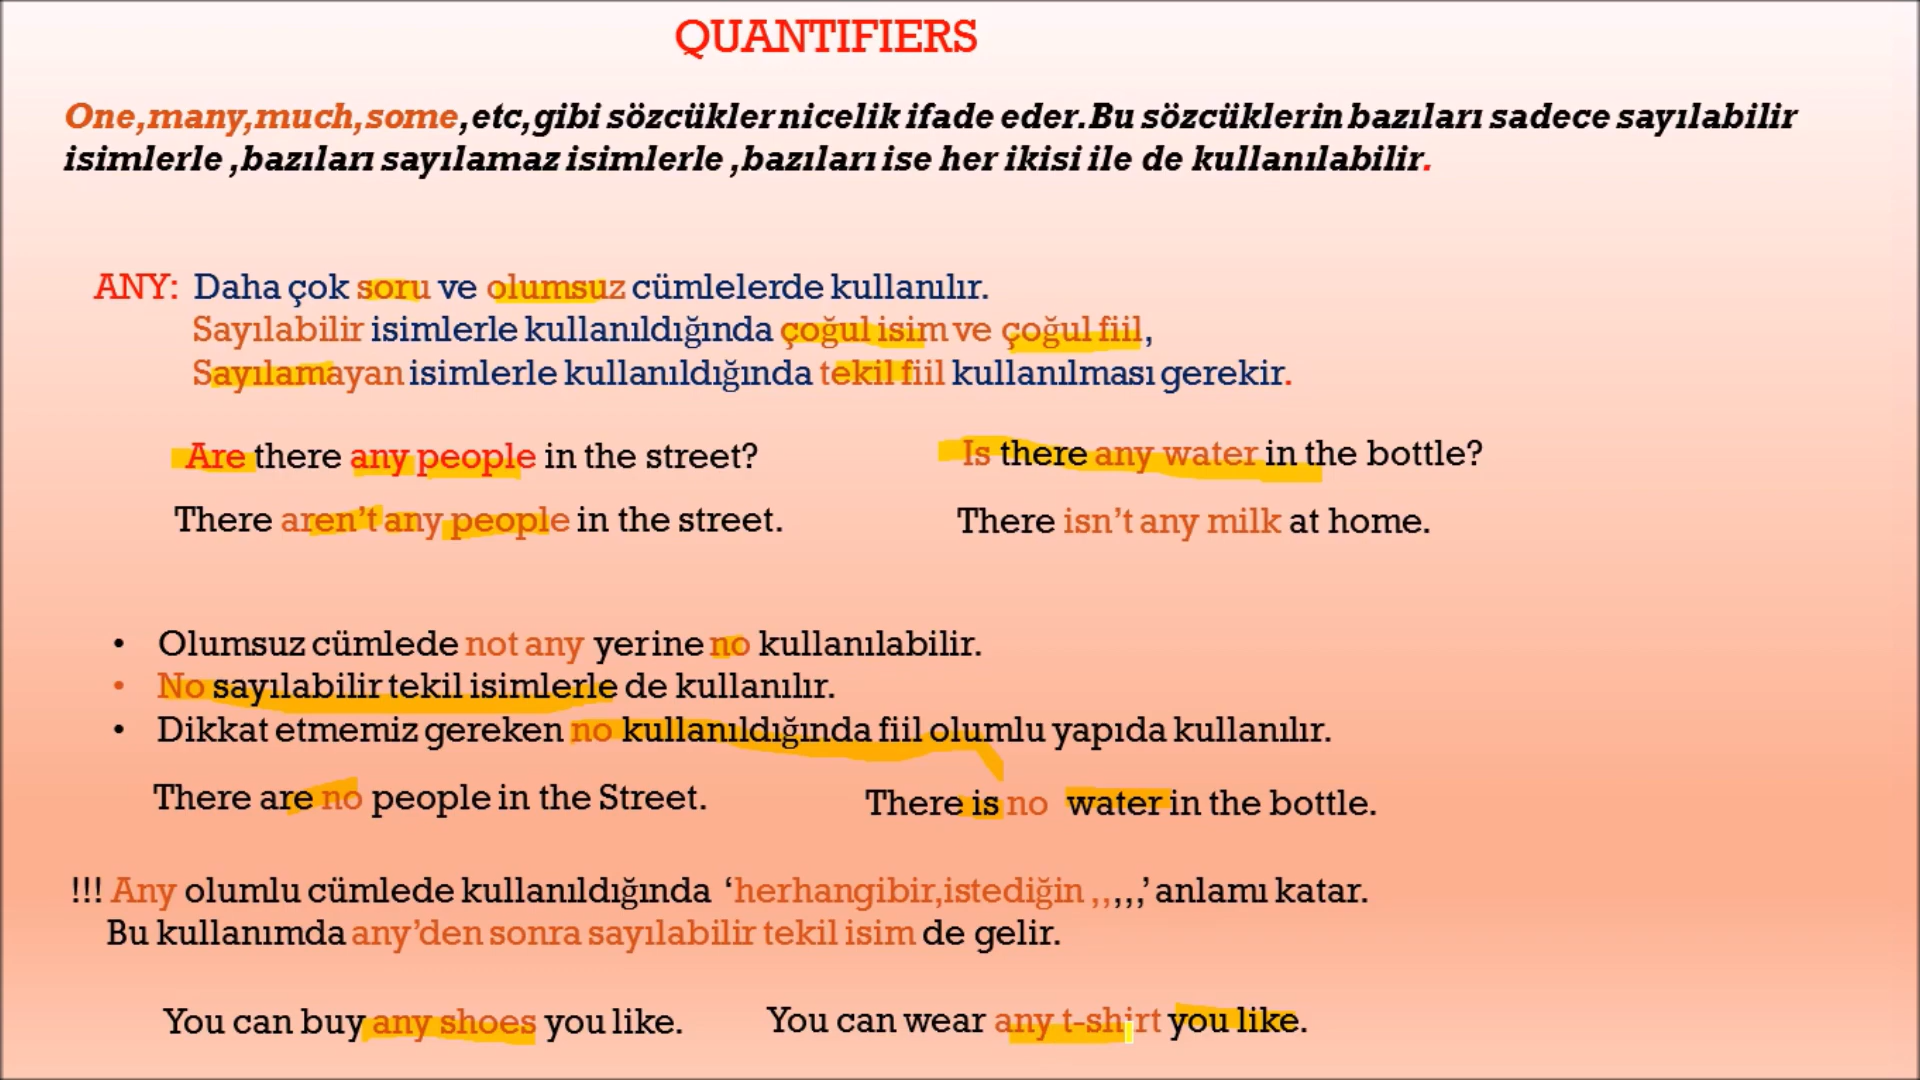 QUANTIFIERS
One,many,much,some,etc,gibi sözcükler nicelik ifade eder.Bu sözcüklerin bazıları sadece sayılabilir
isimlerle ,bazıları sayılamaz isimlerle ,bazıları ise her ikisi ile de kullanılabilir.
ANY: Daha çok soru ve olumsuz cümlelerde kullanılır.
Sayılabilir isimlerle kullanıldığında çoğul isim ve çoğul fiil,
Sayılamayan isimlerle kullanıldığında tekil fiil kullanılması gerekir.
Are there any people in the street?
Is there any water in the bottle?
There aren't any people in the street.
There isn't any milk at home.
• Olumsuz cümlede not any yerine no kullanılabilir.
• No sayılabilir tekil isimlerle de kullanılır.
• Dikkat etmemiz gereken no kullanıldığında fiil olumlu yapıda kullanılır.
There are no people in the Street.
There is no water in the bottle.
!!! Any olumlu cümlede kullanıldığında ‘herhangibir,istediğin ,,,,,’ anlamı katar.
Bu kullanımda any’den sonra sayılabilir tekil isim de gelir.
You can buy any shoes you like.
You can wear any t-shirt you like.